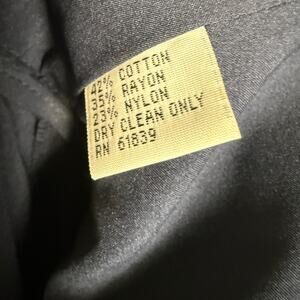 42% COTTON
35% RAYON
23% NYLON
DRY CLEAN ONLY
RN 61839